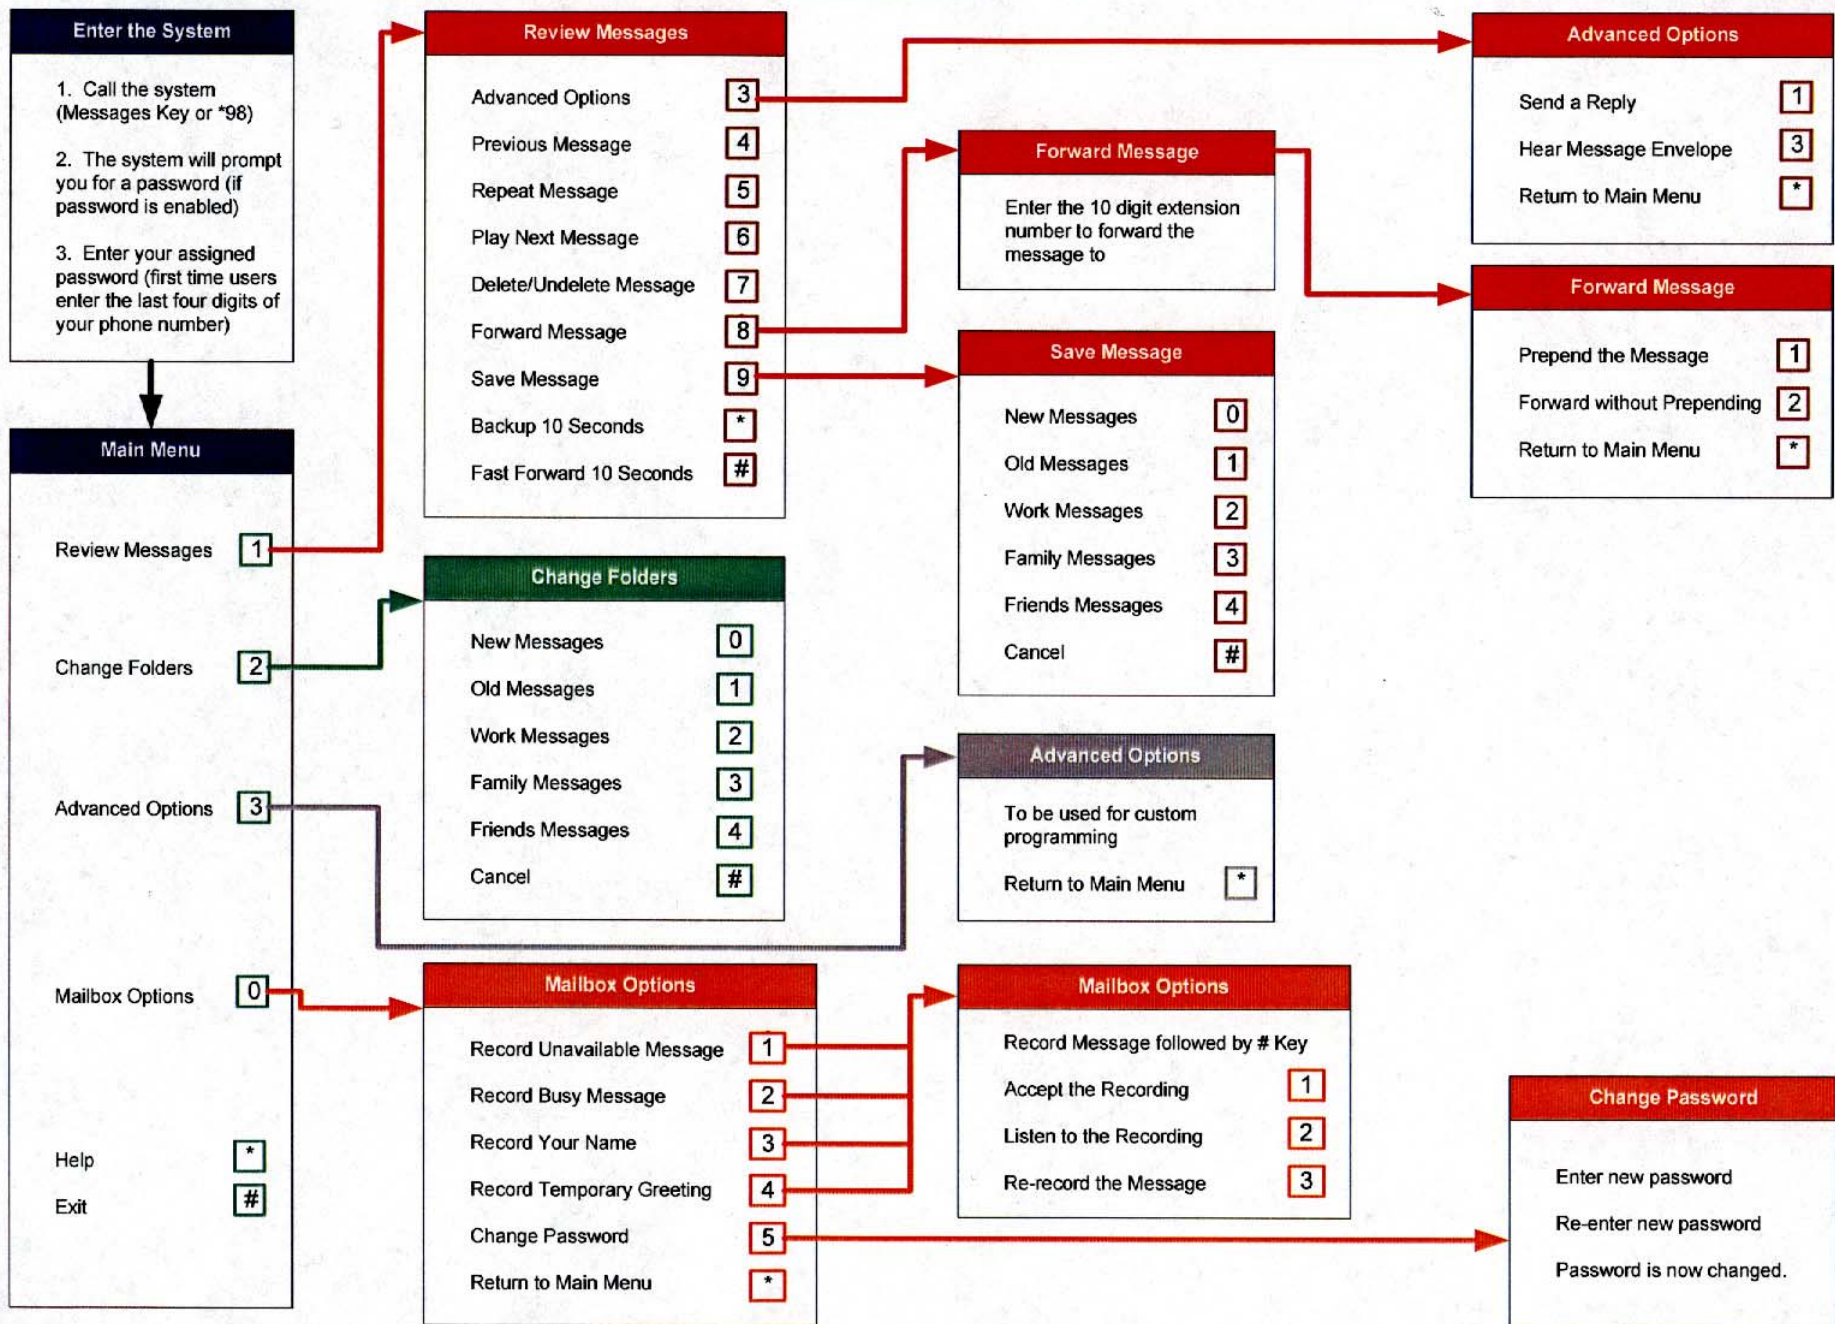 Enter the System
1. Call the system
(Messages Key or *98)
2. The system will prompt
you for a password (if
password is enabled)
3. Enter your assigned
password (first time users
enter the last four digits of
your phone number)
Main Menu
Review Messages 1
Change Folders 2
Advanced Options 3
Mailbox Options 0
Help *
Exit #
Review Messages
Advanced Options 3
Previous Message 4
Repeat Message 5
Play Next Message 6
Delete/Undelete Message 7
Forward Message 8
Save Message 9
Backup 10 Seconds *
Fast Forward 10 Seconds #
Change Folders
New Messages 0
Old Messages 1
Work Messages 2
Family Messages 3
Friends Messages 4
Cancel #
Mailbox Options
Record Unavailable Message 1
Record Busy Message 2
Record Your Name 3
Record Temporary Greeting 4
Change Password 5
Return to Main Menu *
Forward Message
Enter the 10 digit extension
number to forward the
message to
Save Message
New Messages 0
Old Messages 1
Work Messages 2
Family Messages 3
Friends Messages 4
Cancel #
Advanced Options
To be used for custom
programming
Return to Main Menu *
Mailbox Options
Record Message followed by # Key
Accept the Recording 1
Listen to the Recording 2
Re-record the Message 3
Advanced Options
Send a Reply 1
Hear Message Envelope 3
Return to Main Menu *
Forward Message
Prepend the Message 1
Forward without Prepending 2
Return to Main Menu *
Change Password
Enter new password
Re-enter new password
Password is now changed.